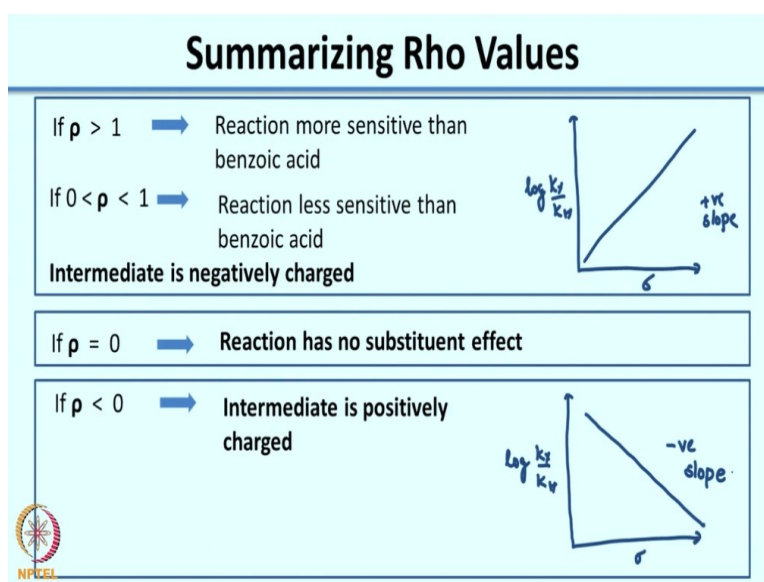 Summarizing Rho Values
If ρ > 1 Reaction more sensitive than
benzoic acid
If 0 < ρ < 1 Reaction less sensitive than
benzoic acid
Intermediate is negatively charged
log Kx/KH
+ve
slope
σ
If ρ = 0 Reaction has no substituent effect
If ρ < 0 Intermediate is positively
charged
log Kx/KH
-ve
slope
σ
NPTEL